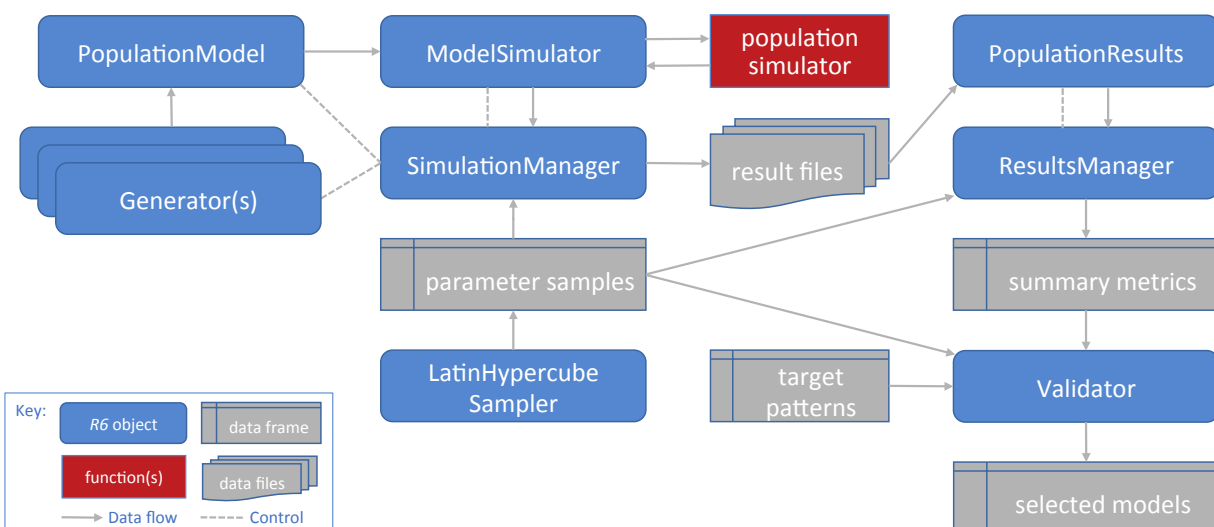 PopulationModel
ModelSimulator
population
simulator
PopulationResults
Generator(s)
SimulationManager
result files
ResultsManager
parameter samples
summary metrics
LatinHypercube
Sampler
target
patterns
Validator
selected models
Key:
R6 object
data frame
function(s)
data files
Data flow
Control